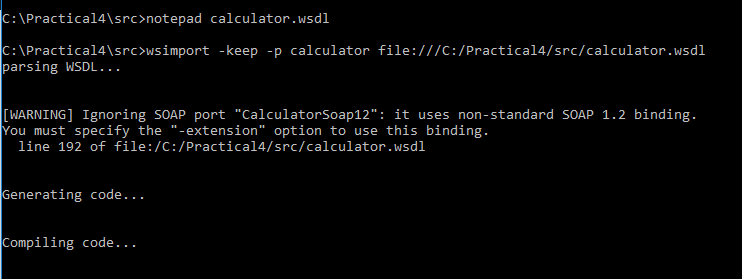 C:\Practical4\src>notepad calculator.wsdl
C:\Practical4\src>wsimport -keep -p calculator file:///C:/Practical4/src/calculator.wsdl
parsing WSDL...
[WARNING] Ignoring SOAP port "CalculatorSoap12": it uses non-standard SOAP 1.2 binding.
You must specify the "-extension" option to use this binding.
  line 192 of file:/C:/Practical4/src/calculator.wsdl
Generating code...
Compiling code...